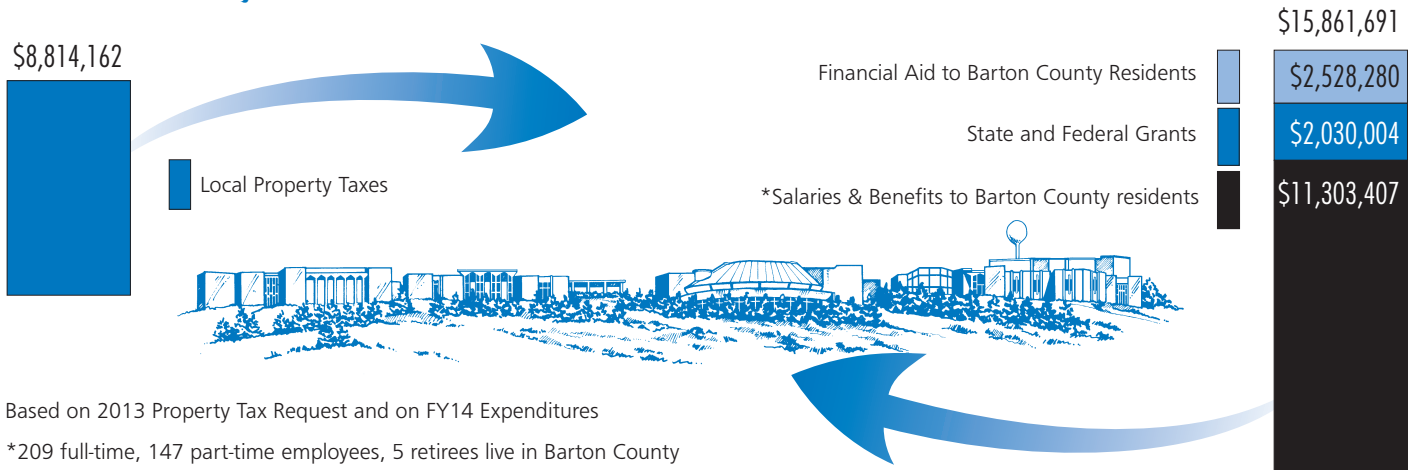 $8,814,162
Local Property Taxes
$15,861,691
Financial Aid to Barton County Residents
$2,528,280
State and Federal Grants
$2,030,004
*Salaries & Benefits to Barton County residents
$11,303,407
Based on 2013 Property Tax Request and on FY14 Expenditures
*209 full-time, 147 part-time employees, 5 retirees live in Barton County